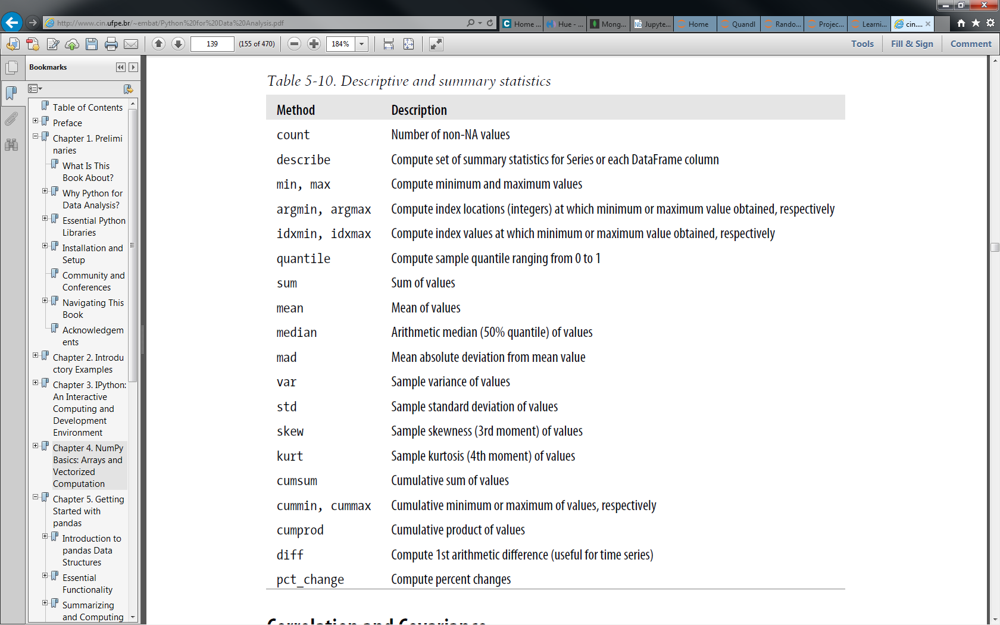 http://www.cin.ufpe.br/~embat/Python%20for%20Data%20Analysis.pdf
Home ...
Hue - ...
Mong...
Jupyte...
Home
Quandl
Rando...
Projec...
Learni...
cin....
139
(155 of 470)
184%
Tools
Fill & Sign
Comment
Bookmarks
Table of Contents
Preface
Chapter 1. Prelimi
naries
What Is This
Book About?
Why Python for
Data Analysis?
Essential Python
Libraries
Installation and
Setup
Community and
Conferences
Navigating This
Book
Acknowledgem
ents
Chapter 2. Introdu
ctory Examples
Chapter 3. IPython:
An Interactive
Computing and
Development
Environment
Chapter 4. NumPy
Basics: Arrays and
Vectorized
Computation
Chapter 5. Getting
Started with
pandas
Introduction to
pandas Data
Structures
Essential
Functionality
Summarizing
and Computing
Table 5-10. Descriptive and summary statistics
Method Description
count Number of non-NA values
describe Compute set of summary statistics for Series or each DataFrame column
min, max Compute minimum and maximum values
argmin, argmax Compute index locations (integers) at which minimum or maximum value obtained, respectively
idxmin, idxmax Compute index values at which minimum or maximum value obtained, respectively
quantile Compute sample quantile ranging from 0 to 1
sum Sum of values
mean Mean of values
median Arithmetic median (50% quantile) of values
mad Mean absolute deviation from mean value
var Sample variance of values
std Sample standard deviation of values
skew Sample skewness (3rd moment) of values
kurt Sample kurtosis (4th moment) of values
cumsum Cumulative sum of values
cummin, cummax Cumulative minimum or maximum of values, respectively
cumprod Cumulative product of values
diff Compute 1st arithmetic difference (useful for time series)
pct_change Compute percent changes
Correlation and Covariance